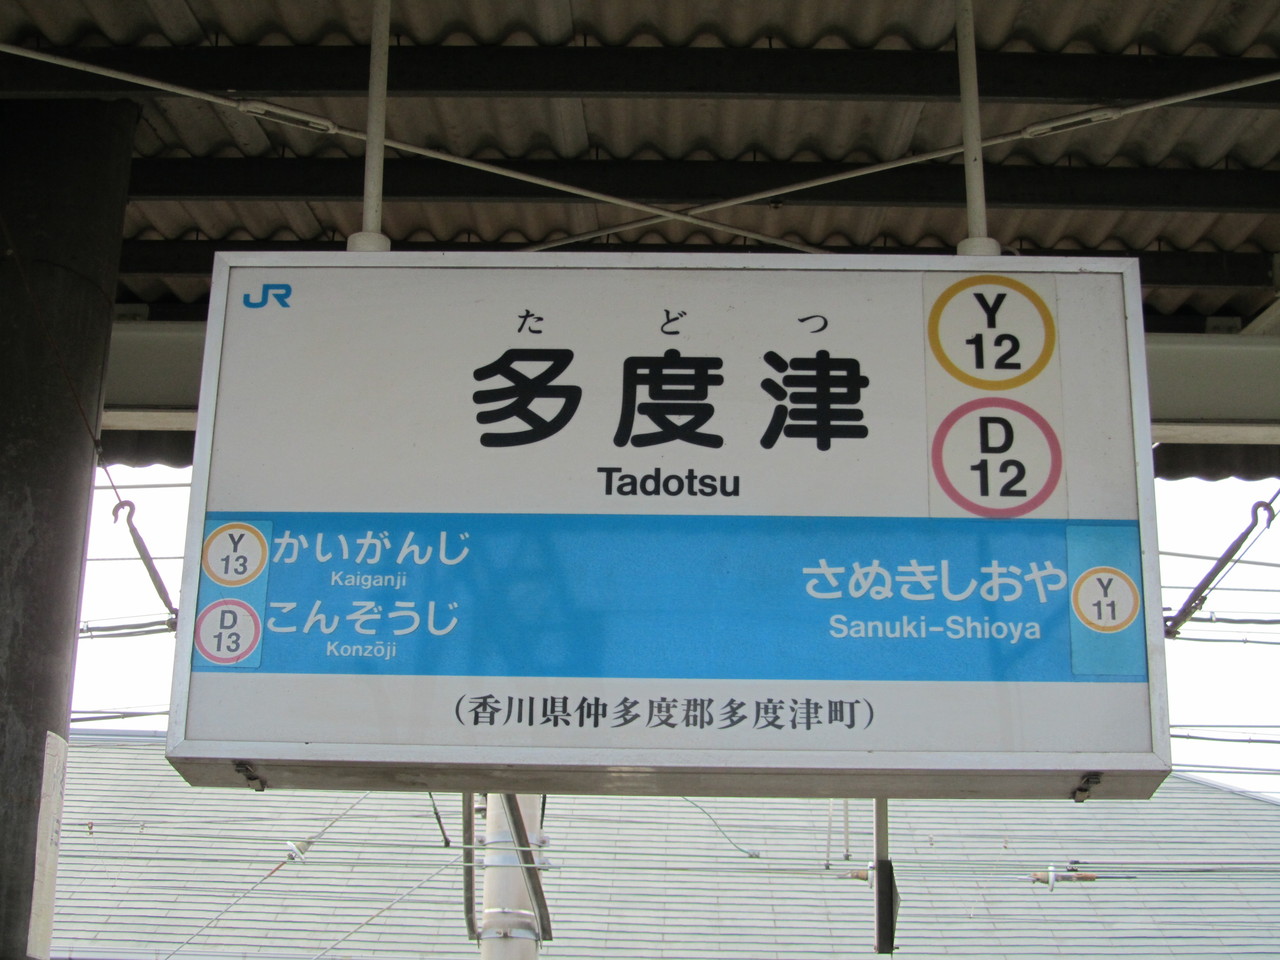 JR
たどつ
多度津
Tadotsu
Y
12
D
12
Y
13
かいがんじ
Kaiganji
D
13
こんぞうじ
Konzōji
さぬきしおや
Sanuki-Shioya
Y
11
(香川県仲多度郡多度津町)